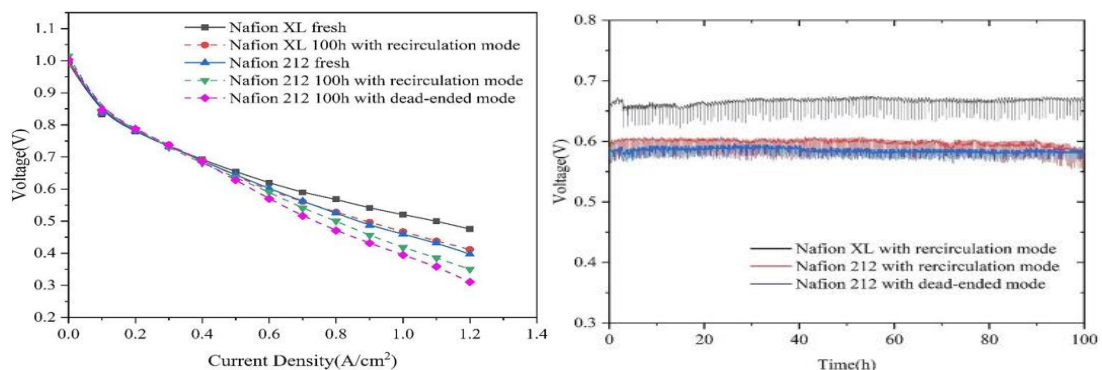 Nafion XL fresh
Nafion XL 100h with recirculation mode
Nafion 212 fresh
Nafion 212 100h with recirculation mode
Nafion 212 100h with dead-ended mode
Voltage(V)
1.1
1.0
0.9
0.8
0.7
0.6
0.5
0.4
0.3
0.2
0.0 0.2 0.4 0.6 0.8 1.0 1.2 1.4
Current Density(A/cm²)
Voltage(V)
0.8
0.7
0.6
0.5
0.4
0.3
Nafion XL with rercirculation mode
Nafion 212 with rercirculation mode
Nafion 212 with dead-ended mode
0 20 40 60 80 100
Time(h)